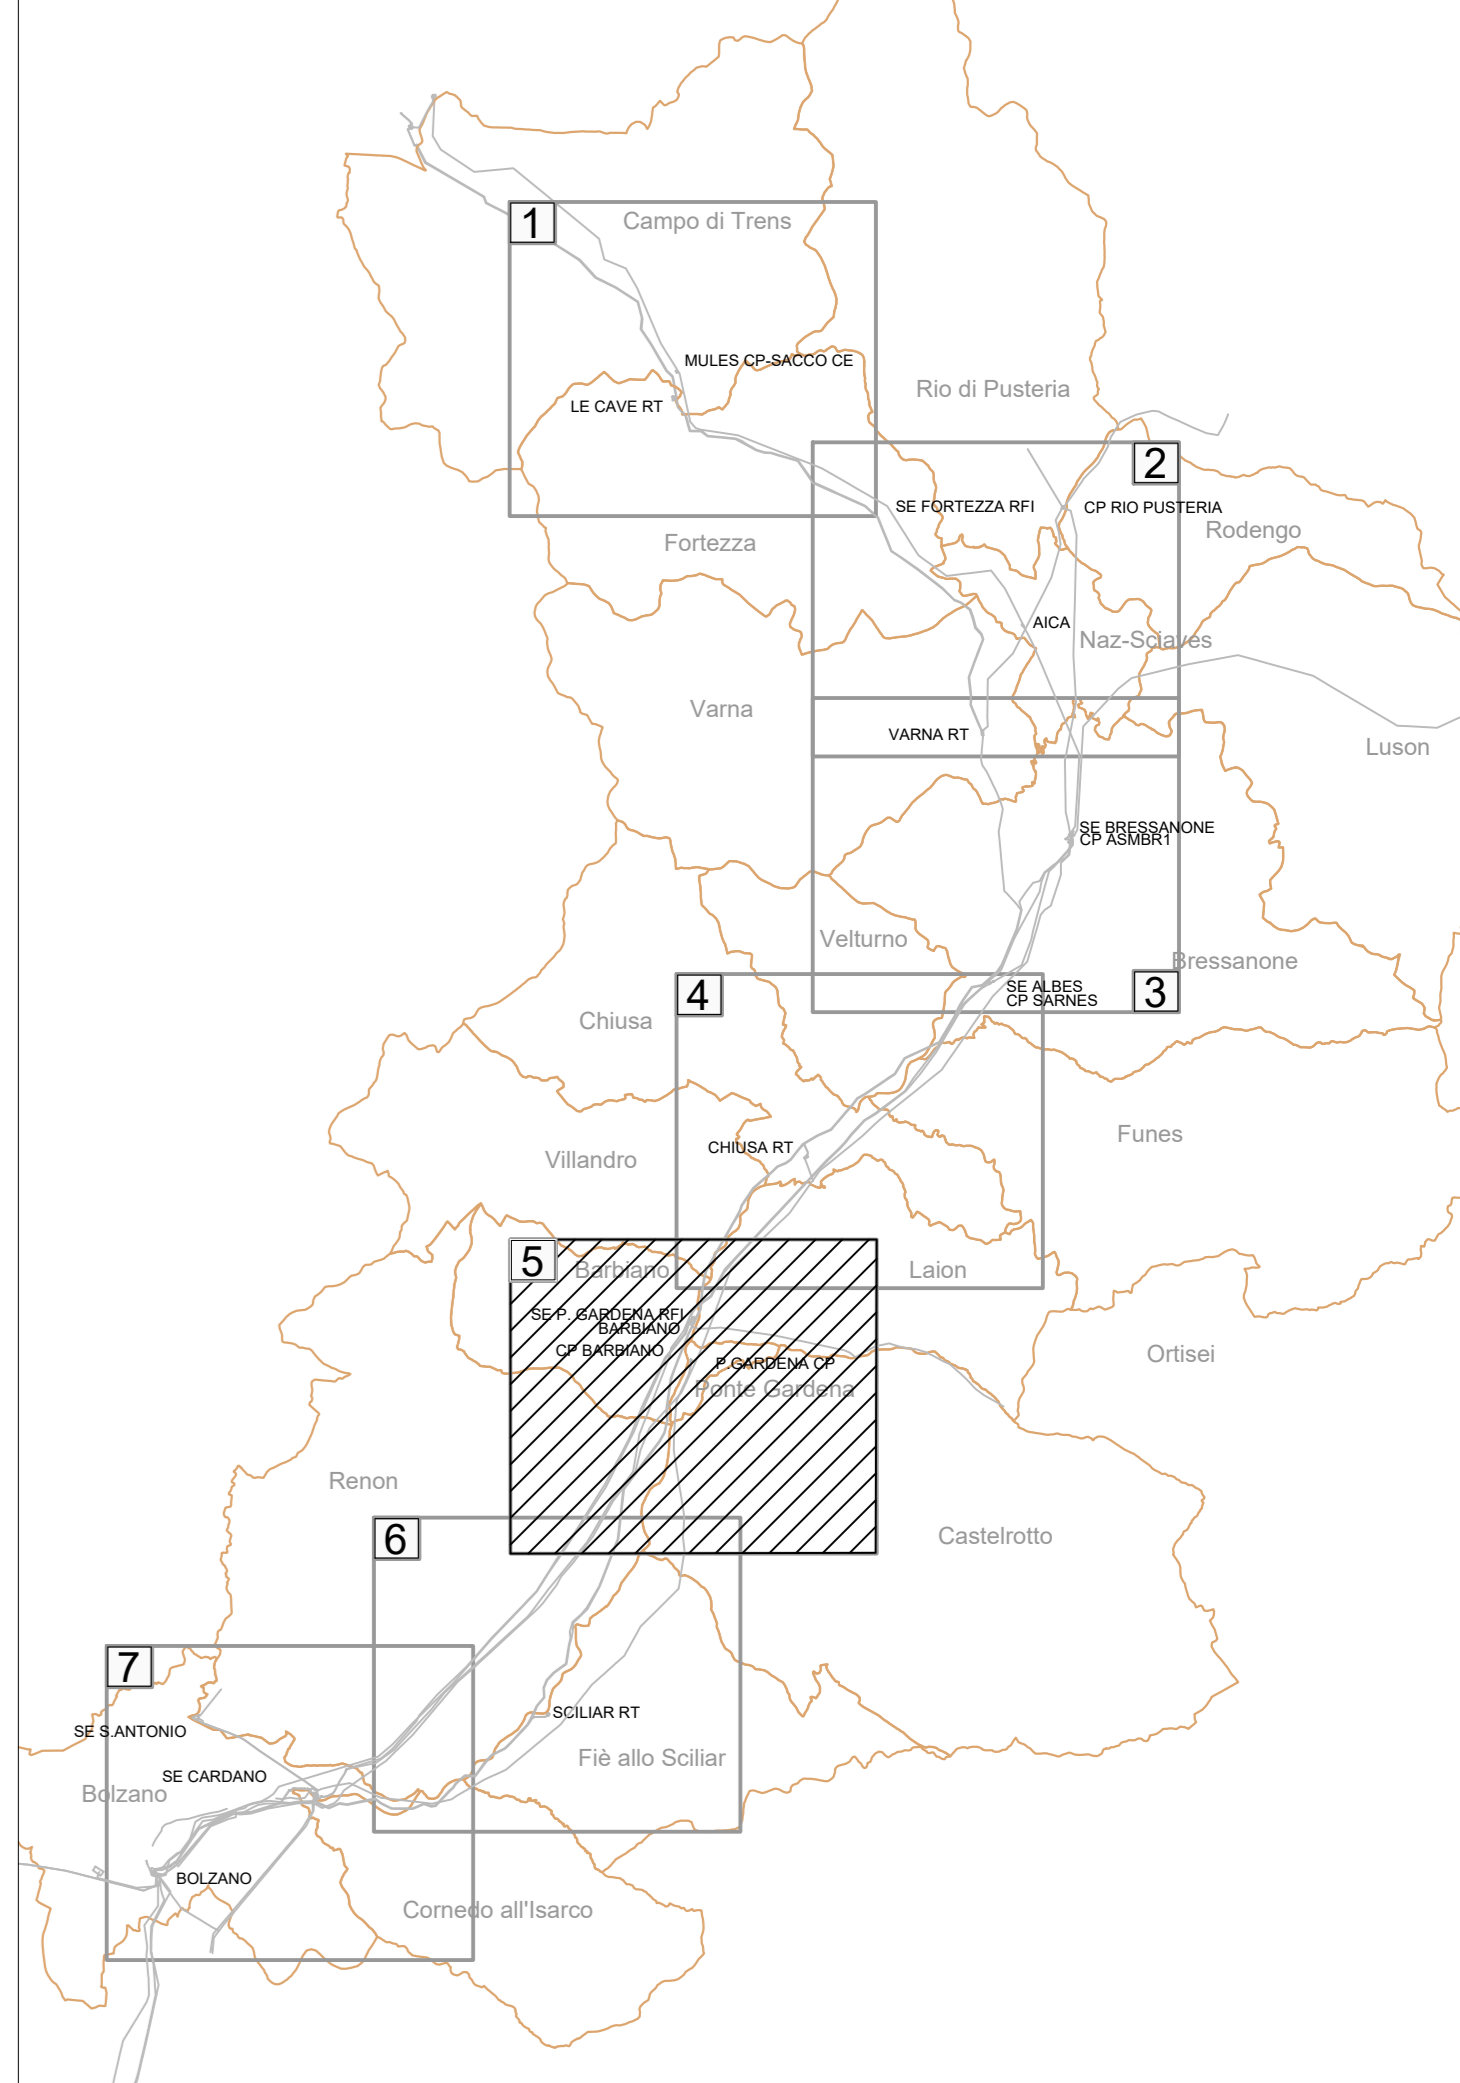 1
Campo di Trens
MULES CP-SACCO CE
Rio di Pusteria
LE CAVE RT
2
SE FORTEZZA RFI
CP RIO PUSTERIA
Rodengo
Fortezza
AICA
Naz-Sciaves
Varna
VARNA RT
Luson
SE BRESSANONE
CP ASMBR1
Velturno
Bressanone
4
SE ALBES
CP SARNES
3
Chiusa
Funes
CHIUSA RT
Villandro
5
Barbiano
Laion
SE P. GARDENA RFI
BARBIANO
CP BARBIANO
P.GARDENA CP
Ortisei
Ponte Gardena
Renon
6
Castelrotto
7
SCILIAR RT
SE S.ANTONIO
Fiè allo Sciliar
SE CARDANO
Bolzano
BOLZANO
Cornedo all'Isarco